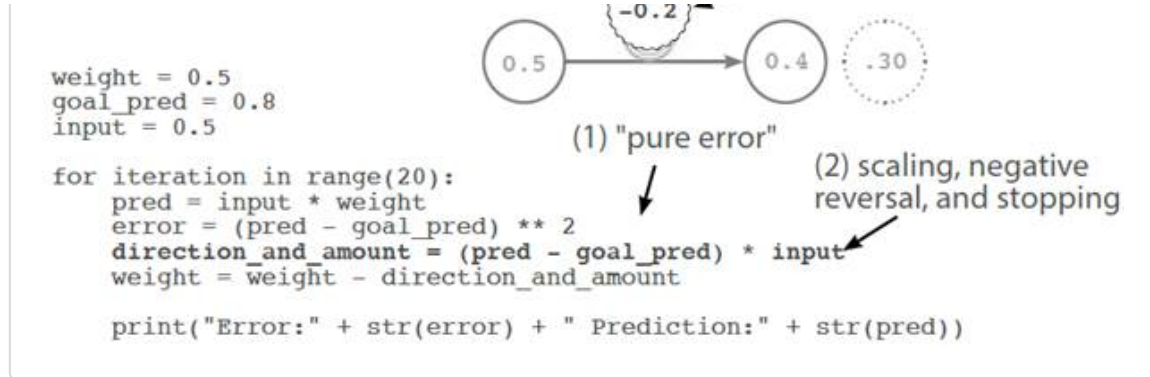 -0.2
0.5
0.4
.30
weight = 0.5
goal_pred = 0.8
input = 0.5
(1) "pure error"
(2) scaling, negative
reversal, and stopping
for iteration in range(20):
    pred = input * weight
    error = (pred - goal_pred) ** 2
    direction_and_amount = (pred - goal_pred) * input
    weight = weight - direction_and_amount
    print("Error:" + str(error) + " Prediction:" + str(pred))